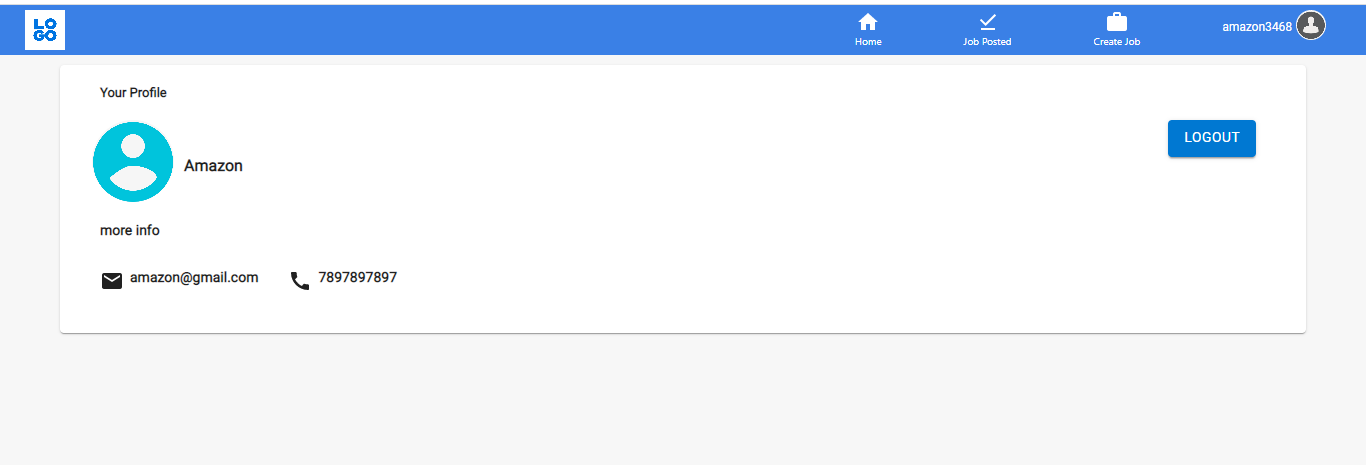 LO
GO
Home
Job Posted
Create Job
amazon3468
Your Profile
LOGOUT
Amazon
more info
amazon@gmail.com
7897897897